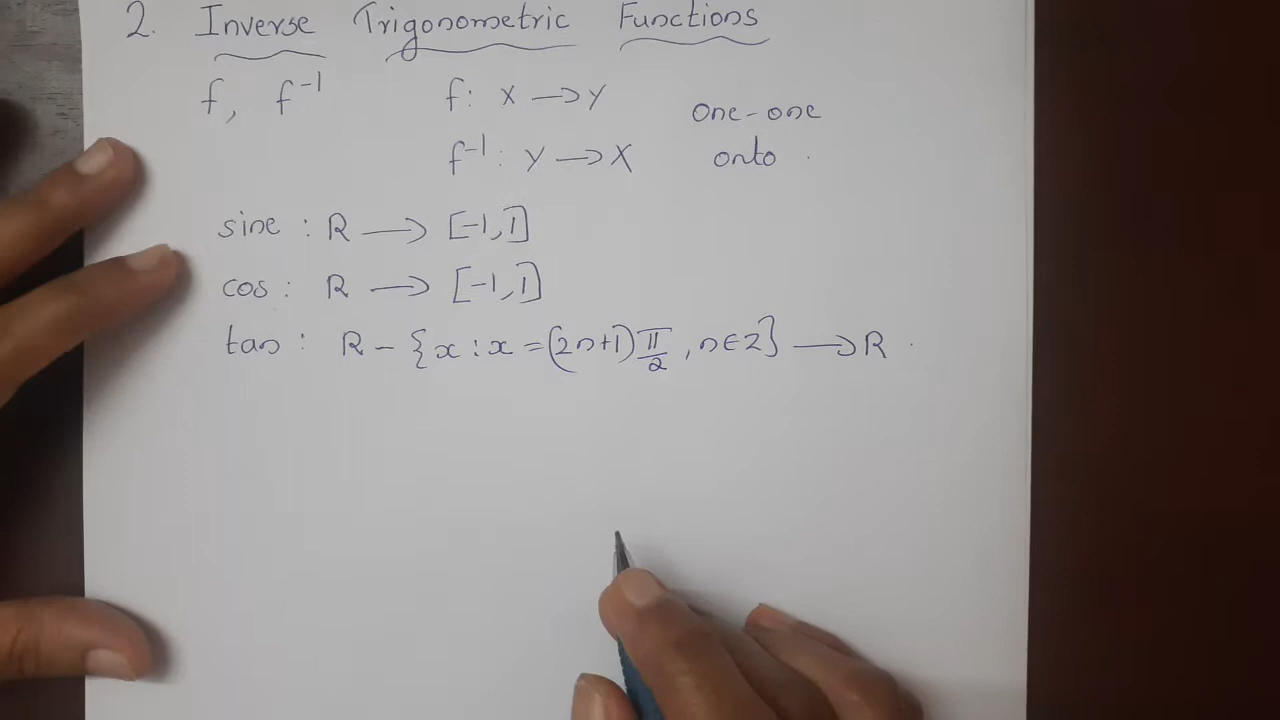 2. Inverse Trigonometric Functions
f, f⁻¹ f: X → Y one-one
f⁻¹: Y → X onto
sine : R → [-1,1]
cos : R → [-1,1]
tan : R - {x : x = (2n+1) π/2 , n ∈ Z} → R